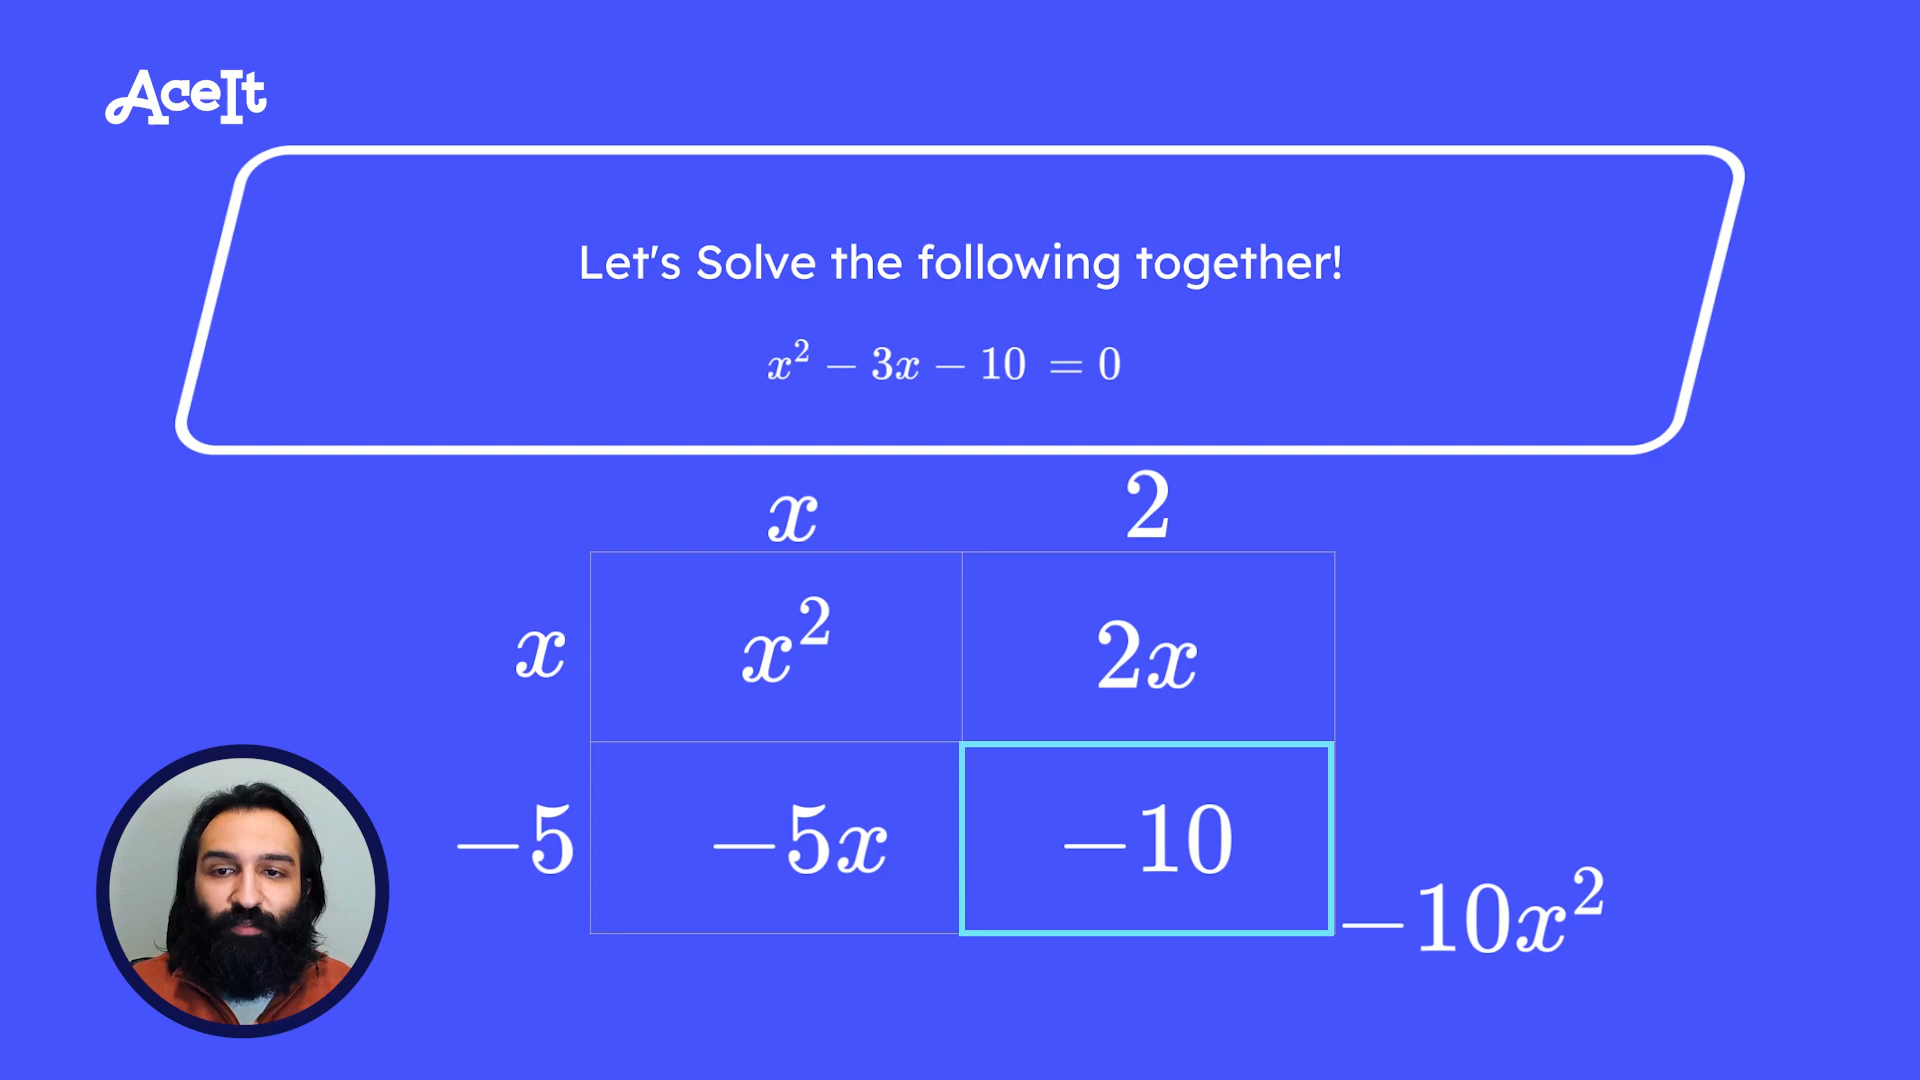 AceIt
Let's Solve the following together!
x² − 3x − 10 = 0
x 2
x x² 2x
−5 −5x −10
−10x²